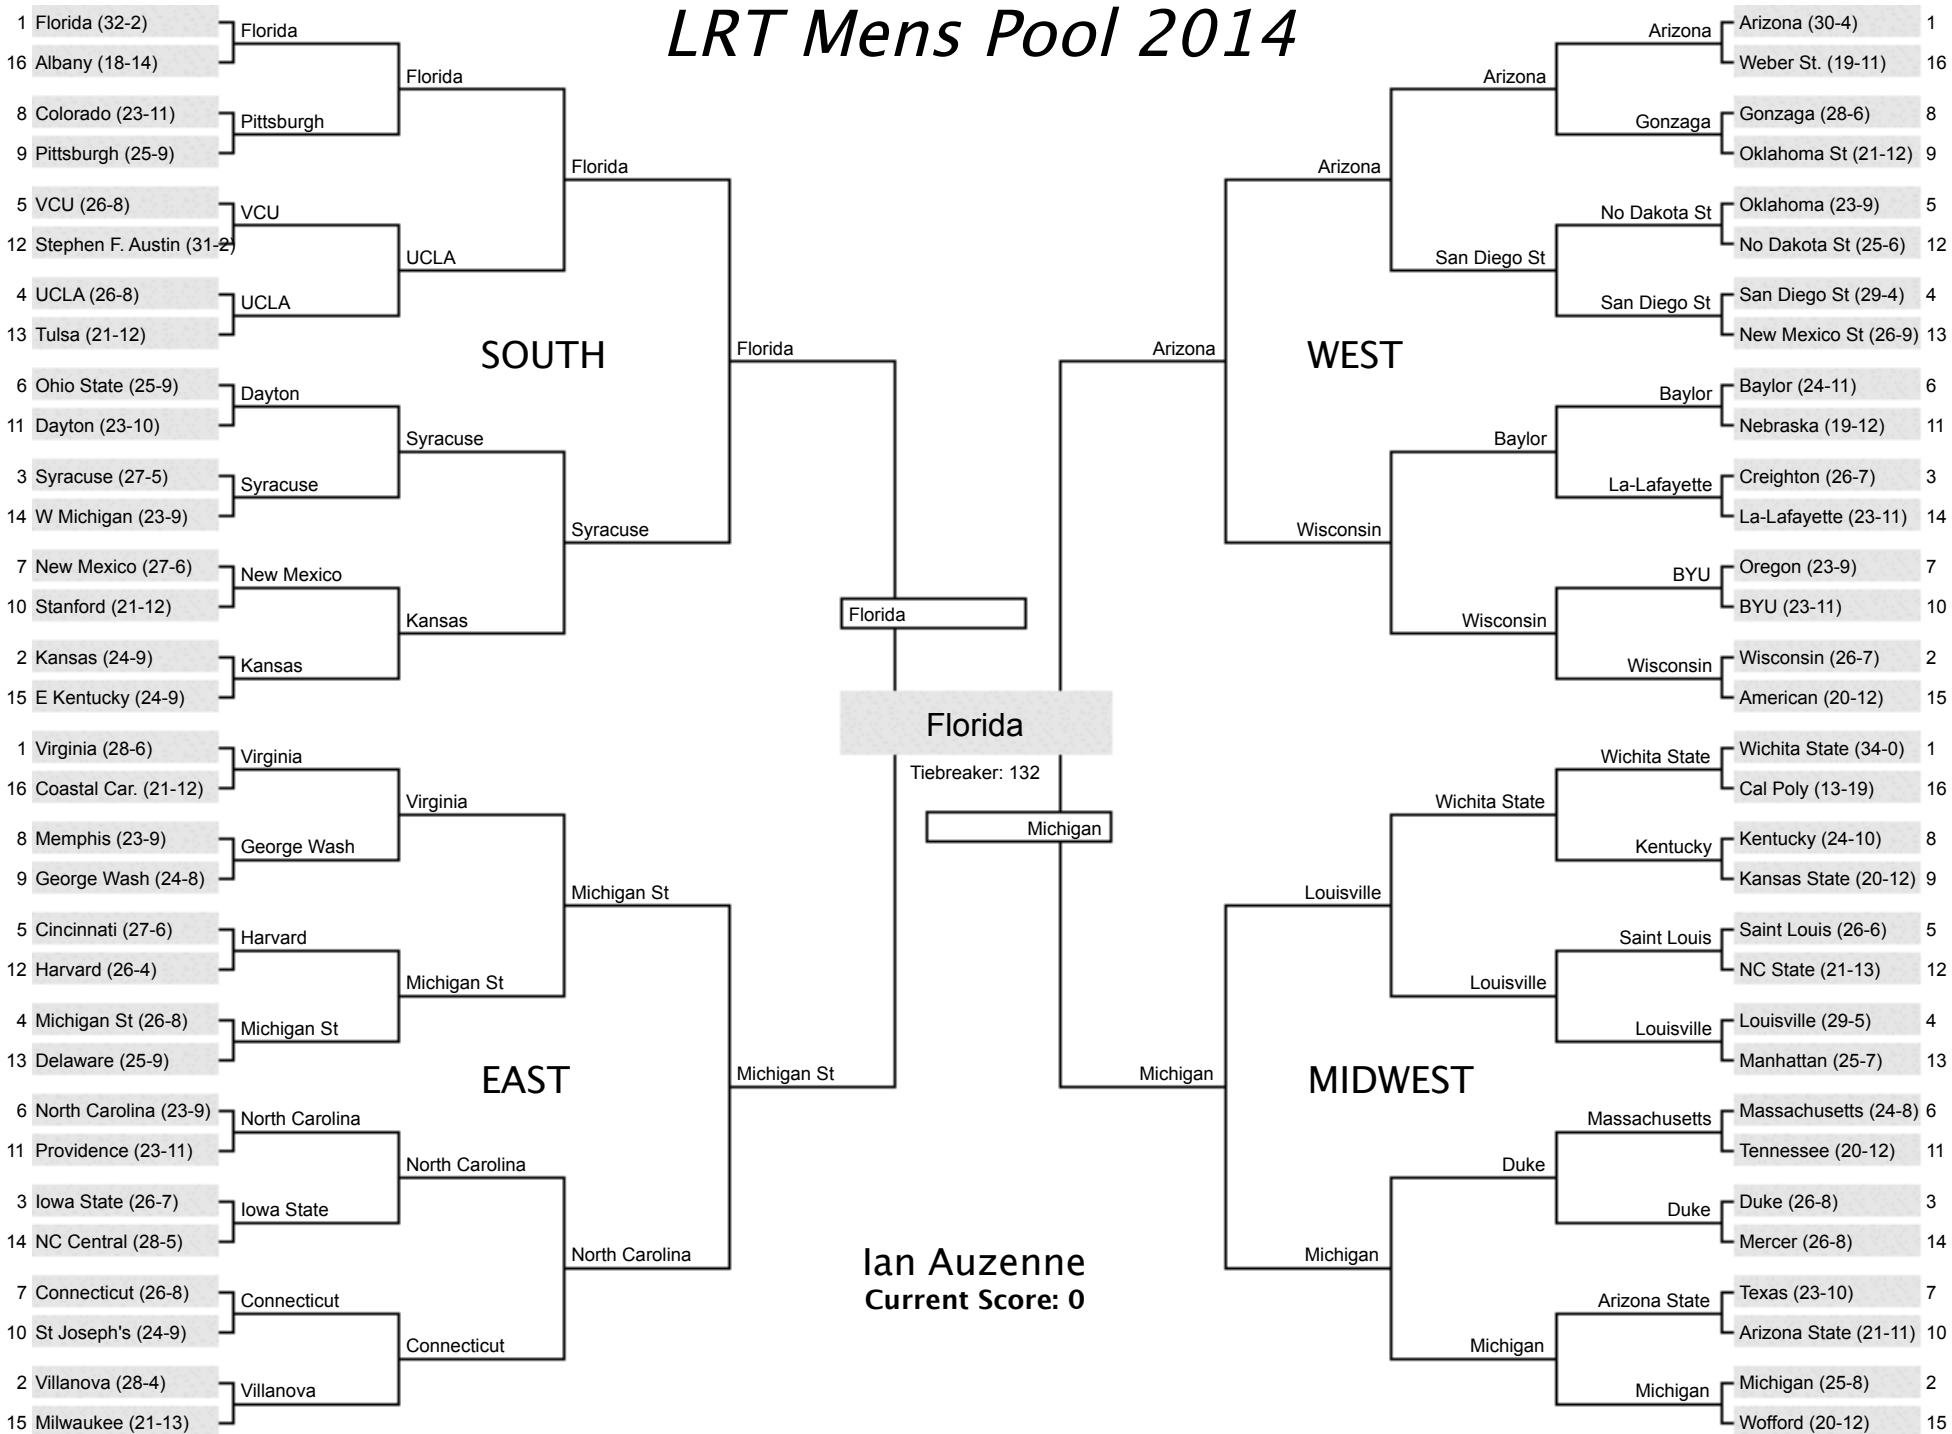 LRT Mens Pool 2014
1 Florida (32-2)
Florida
16 Albany (18-14)
Florida
8 Colorado (23-11)
Pittsburgh
9 Pittsburgh (25-9)
Florida
5 VCU (26-8)
VCU
12 Stephen F. Austin (31-2)
UCLA
4 UCLA (26-8)
UCLA
13 Tulsa (21-12)
SOUTH
Florida
6 Ohio State (25-9)
Dayton
11 Dayton (23-10)
Syracuse
3 Syracuse (27-5)
Syracuse
14 W Michigan (23-9)
Syracuse
7 New Mexico (27-6)
New Mexico
10 Stanford (21-12)
Kansas
2 Kansas (24-9)
Kansas
15 E Kentucky (24-9)
1 Virginia (28-6)
Virginia
16 Coastal Car. (21-12)
Virginia
8 Memphis (23-9)
George Wash
9 George Wash (24-8)
Michigan St
5 Cincinnati (27-6)
Harvard
12 Harvard (26-4)
Michigan St
4 Michigan St (26-8)
Michigan St
13 Delaware (25-9)
EAST
Michigan St
6 North Carolina (23-9)
North Carolina
11 Providence (23-11)
North Carolina
3 Iowa State (26-7)
Iowa State
14 NC Central (28-5)
North Carolina
7 Connecticut (26-8)
Connecticut
10 St Joseph's (24-9)
Connecticut
2 Villanova (28-4)
Villanova
15 Milwaukee (21-13)
Florida
Florida
Tiebreaker: 132
Michigan
Ian Auzenne
Current Score: 0
Arizona (30-4) 1
Arizona
Weber St. (19-11) 16
Arizona
Gonzaga (28-6) 8
Gonzaga
Oklahoma St (21-12) 9
Arizona
Oklahoma (23-9) 5
No Dakota St
No Dakota St (25-6) 12
San Diego St
San Diego St (29-4) 4
San Diego St
New Mexico St (26-9) 13
Arizona
WEST
Baylor (24-11) 6
Baylor
Nebraska (19-12) 11
Baylor
Creighton (26-7) 3
La-Lafayette
La-Lafayette (23-11) 14
Wisconsin
Oregon (23-9) 7
BYU
BYU (23-11) 10
Wisconsin
Wisconsin (26-7) 2
Wisconsin
American (20-12) 15
Wichita State (34-0) 1
Wichita State
Cal Poly (13-19) 16
Wichita State
Kentucky (24-10) 8
Kentucky
Kansas State (20-12) 9
Louisville
Saint Louis (26-6) 5
Saint Louis
NC State (21-13) 12
Louisville
Louisville (29-5) 4
Louisville
Manhattan (25-7) 13
Michigan
MIDWEST
Massachusetts (24-8) 6
Massachusetts
Tennessee (20-12) 11
Duke
Duke (26-8) 3
Duke
Mercer (26-8) 14
Michigan
Texas (23-10) 7
Arizona State
Arizona State (21-11) 10
Michigan
Michigan (25-8) 2
Michigan
Wofford (20-12) 15